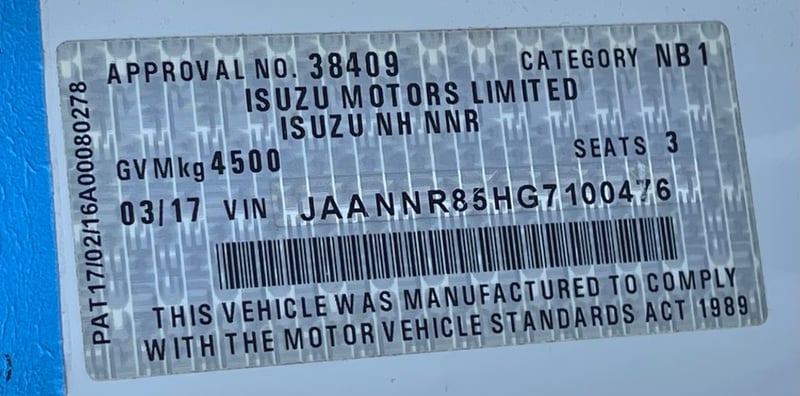 APPROVAL NO. 38409 CATEGORY NB1
ISUZU MOTORS LIMITED
ISUZU NH NNR
GVMkg 4500 SEATS 3
03/17 VIN JAANNR85HG7100476
THIS VEHICLE WAS MANUFACTURED TO COMPLY
WITH THE MOTOR VEHICLE STANDARDS ACT 1989
PAT17/02/16A00080278